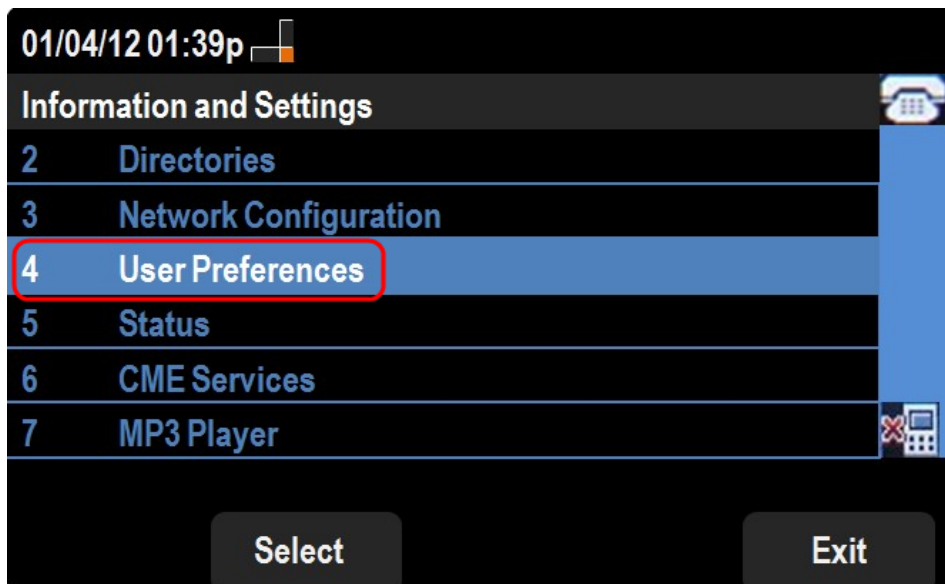 01/04/12 01:39p
Information and Settings
2 Directories
3 Network Configuration
4 User Preferences
5 Status
6 CME Services
7 MP3 Player
Select Exit